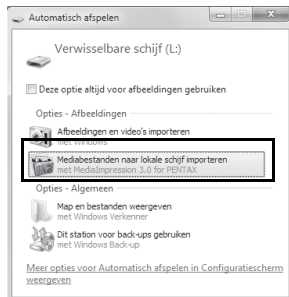 Automatisch afspelen
Verwisselbare schijf (L:)
Deze optie altijd voor afbeeldingen gebruiken
Opties - Afbeeldingen
Afbeeldingen en video's importeren
met Windows
Mediabestanden naar lokale schijf importeren
met MediaImpression 3.0 for PENTAX
Opties - Algemeen
Map en bestanden weergeven
met Windows Verkenner
Dit station voor back-ups gebruiken
met Windows Back-up
Meer opties voor Automatisch afspelen in Configuratiescherm
weergeven